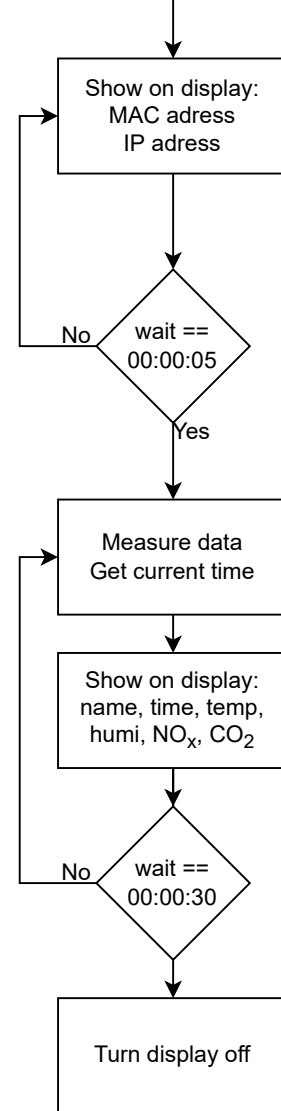 Show on display:
MAC adress
IP adress
No
wait ==
00:00:05
Yes
Measure data
Get current time
Show on display:
name, time, temp,
humi, NOx, CO2
No
wait ==
00:00:30
Turn display off